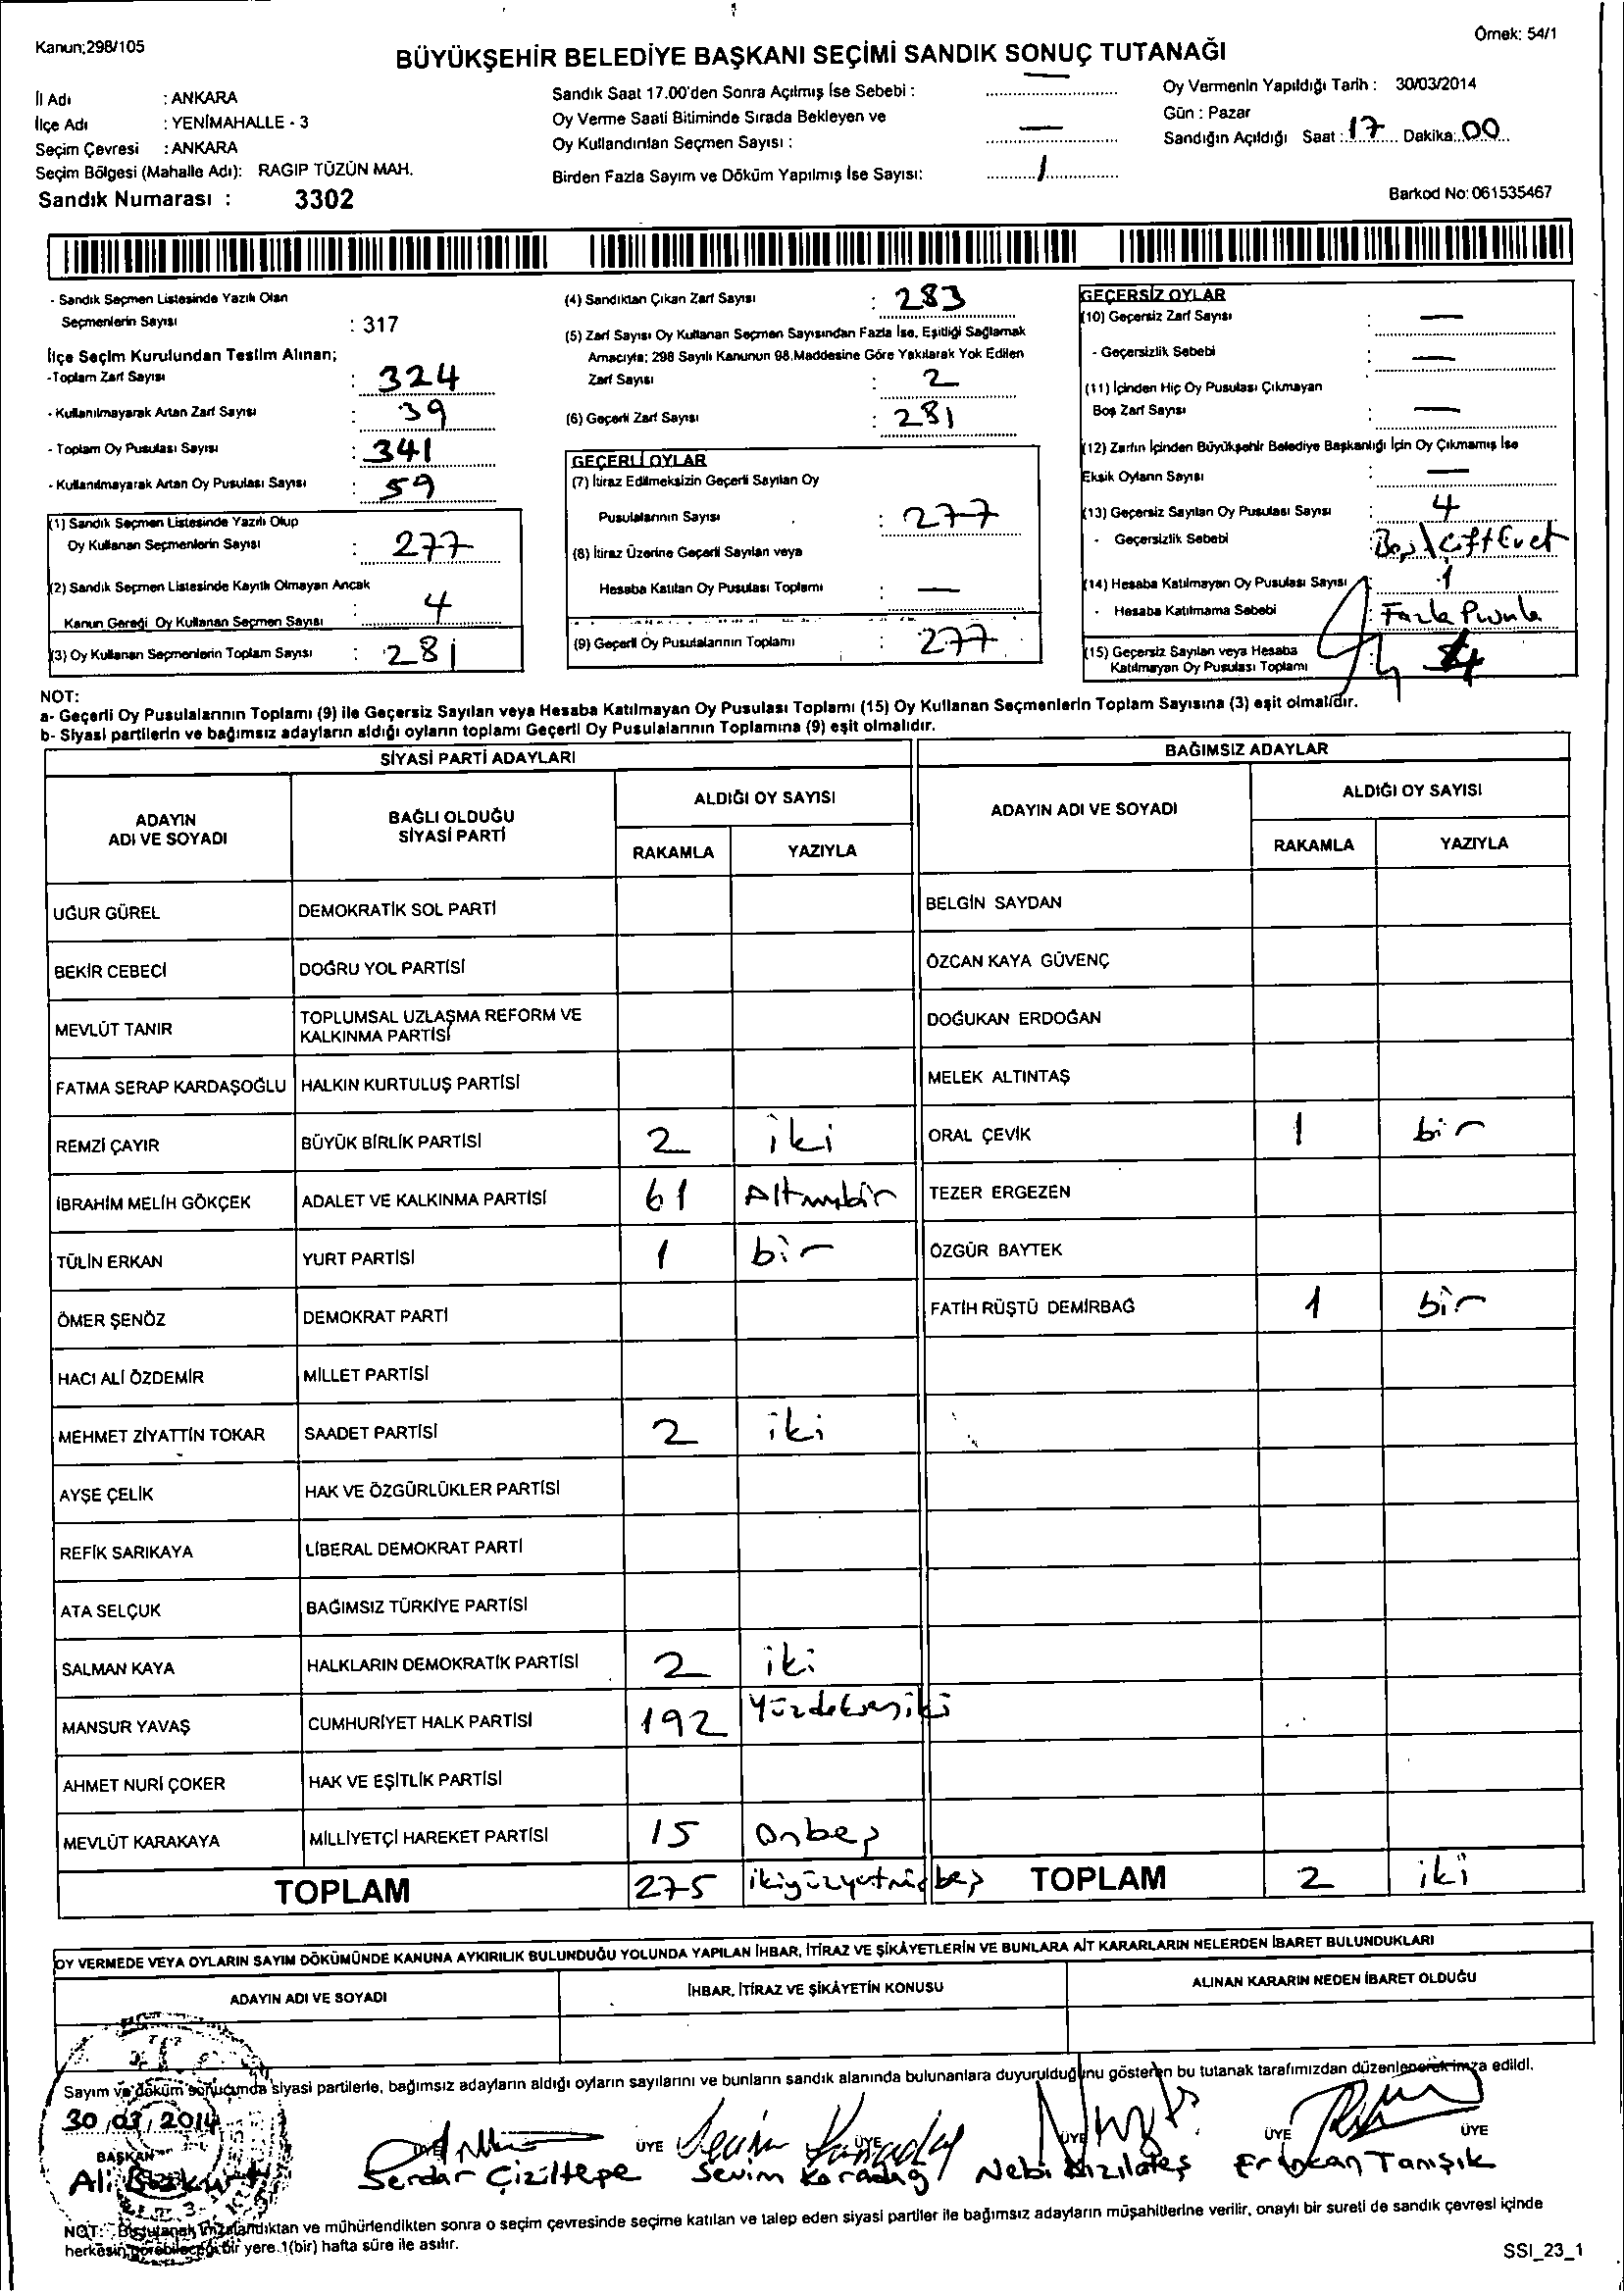 Kanun;298/105
Örnek: 54/1
BÜYÜKŞEHİR BELEDİYE BAŞKANI SEÇİMİ SANDIK SONUÇ TUTANAĞI
İl Adı : ANKARA
İlçe Adı : YENİMAHALLE - 3
Seçim Çevresi : ANKARA
Seçim Bölgesi (Mahalle Adı): RAGIP TÜZÜN MAH.
Sandık Numarası : 3302
Sandık Saat 17.00'den Sonra Açılmış İse Sebebi : —
Oy Verme Saati Bitiminde Sırada Bekleyen ve
Oy Kullandırılan Seçmen Sayısı : —
Birden Fazla Sayım ve Döküm Yapılmış İse Sayısı: 1
Oy Vermenin Yapıldığı Tarih : 30/03/2014
Gün : Pazar
Sandığın Açıldığı Saat : 17 Dakika: 00
Barkod No: 061535467
- Sandık Seçmen Listesinde Yazılı Olan
Seçmenlerin Sayısı : 317
İlçe Seçim Kurulundan Teslim Alınan;
-Toplam Zarf Sayısı : 324
- Kullanılmayarak Artan Zarf Sayısı : 39
- Toplam Oy Pusulası Sayısı : 341
- Kullanılmayarak Artan Oy Pusulası Sayısı : 59
(1) Sandık Seçmen Listesinde Yazılı Olup
Oy Kullanan Seçmenlerin Sayısı : 277
(2) Sandık Seçmen Listesinde Kayıtlı Olmayan Ancak
Kanun Gereği Oy Kullanan Seçmen Sayısı : 4
(3) Oy Kullanan Seçmenlerin Toplam Sayısı : 281
(4) Sandıktan Çıkan Zarf Sayısı : 283
(5) Zarf Sayısı Oy Kullanan Seçmen Sayısından Fazla İse, Eşitliği Sağlamak
Amacıyla; 298 Sayılı Kanunun 98.Maddesine Göre Yakılarak Yok Edilen
Zarf Sayısı : 2
(6) Geçerli Zarf Sayısı : 281
GEÇERLİ OYLAR
(7) İtiraz Edilmeksizin Geçerli Sayılan Oy
Pusulalarının Sayısı : 277
(8) İtiraz Üzerine Geçerli Sayılan veya
Hesaba Katılan Oy Pusulası Toplamı : —
(9) Geçerli Oy Pusulalarının Toplamı : 277
GEÇERSİZ OYLAR
(10) Geçersiz Zarf Sayısı : —
- Geçersizlik Sebebi : —
(11) İçinden Hiç Oy Pusulası Çıkmayan
Boş Zarf Sayısı : —
(12) Zarfın İçinden Büyükşehir Belediye Başkanlığı İçin Oy Çıkmamış İse
Eksik Oyların Sayısı : —
(13) Geçersiz Sayılan Oy Pusulası Sayısı : 4
- Geçersizlik Sebebi : Boş\Çift Evet
(14) Hesaba Katılmayan Oy Pusulası Sayısı : 1
- Hesaba Katılmama Sebebi : Fazla Pusula
(15) Geçersiz Sayılan veya Hesaba
Katılmayan Oy Pusulası Toplamı : 4
NOT:
a- Geçerli Oy Pusulalarının Toplamı (9) ile Geçersiz Sayılan veya Hesaba Katılmayan Oy Pusulası Toplamı (15) Oy Kullanan Seçmenlerin Toplam Sayısına (3) eşit olmalıdır.
b- Siyasi partilerin ve bağımsız adayların aldığı oyların toplamı Geçerli Oy Pusulalarının Toplamına (9) eşit olmalıdır.
SİYASİ PARTİ ADAYLARI
BAĞIMSIZ ADAYLAR
ADAYIN
ADI VE SOYADI
BAĞLI OLDUĞU
SİYASİ PARTİ
ALDIĞI OY SAYISI
RAKAMLA YAZIYLA
ADAYIN ADI VE SOYADI
ALDIĞI OY SAYISI
RAKAMLA YAZIYLA
UĞUR GÜREL DEMOKRATİK SOL PARTİ BELGİN SAYDAN
BEKİR CEBECİ DOĞRU YOL PARTİSİ ÖZCAN KAYA GÜVENÇ
MEVLÜT TANIR TOPLUMSAL UZLAŞMA REFORM VE
KALKINMA PARTİSİ DOĞUKAN ERDOĞAN
FATMA SERAP KARDAŞOĞLU HALKIN KURTULUŞ PARTİSİ MELEK ALTINTAŞ
REMZİ ÇAYIR BÜYÜK BİRLİK PARTİSİ 2 iki ORAL ÇEVİK 1 bir
İBRAHİM MELİH GÖKÇEK ADALET VE KALKINMA PARTİSİ 61 Altmışbir TEZER ERGEZEN
TÜLİN ERKAN YURT PARTİSİ 1 bir ÖZGÜR BAYTEK
ÖMER ŞENÖZ DEMOKRAT PARTİ FATİH RÜŞTÜ DEMİRBAĞ 1 bir
HACI ALİ ÖZDEMİR MİLLET PARTİSİ
MEHMET ZİYATTİN TOKAR SAADET PARTİSİ 2 iki
AYŞE ÇELİK HAK VE ÖZGÜRLÜKLER PARTİSİ
REFİK SARIKAYA LİBERAL DEMOKRAT PARTİ
ATA SELÇUK BAĞIMSIZ TÜRKİYE PARTİSİ
SALMAN KAYA HALKLARIN DEMOKRATİK PARTİSİ 2 iki
MANSUR YAVAŞ CUMHURİYET HALK PARTİSİ 192 Yüzdoksaniki
AHMET NURİ ÇOKER HAK VE EŞİTLİK PARTİSİ
MEVLÜT KARAKAYA MİLLİYETÇİ HAREKET PARTİSİ 15 Onbeş
TOPLAM 275 ikiyüzyetmişbeş TOPLAM 2 iki
OY VERMEDE VEYA OYLARIN SAYIM DÖKÜMÜNDE KANUNA AYKIRILIK BULUNDUĞU YOLUNDA YAPILAN İHBAR, İTİRAZ VE ŞİKÂYETLERİN VE BUNLARA AİT KARARLARIN NELERDEN İBARET BULUNDUKLARI
ADAYIN ADI VE SOYADI İHBAR, İTİRAZ VE ŞİKÂYETİN KONUSU ALINAN KARARIN NEDEN İBARET OLDUĞU
Sayım ve döküm sonucunda siyasi partilerle, bağımsız adayların aldığı oyların sayılarını ve bunların sandık alanında bulunanlara duyurulduğunu gösteren bu tutanak tarafımızdan düzenlenerek imza edildi.
30/03/2014
BAŞKAN ÜYE ÜYE ÜYE ÜYE ÜYE
Ali Bozkurt Serdar Çiziltepe Sevim Karadağ Nebi Kızılateş Ertokan Tanışık
NOT: Bu tutanak imzalandıktan ve mühürlendikten sonra o seçim çevresinde seçime katılan ve talep eden siyasi partiler ile bağımsız adayların müşahitlerine verilir, onaylı bir sureti de sandık çevresi içinde
herkesin görebileceği bir yere 1(bir) hafta süre ile asılır.
SSI_23_1